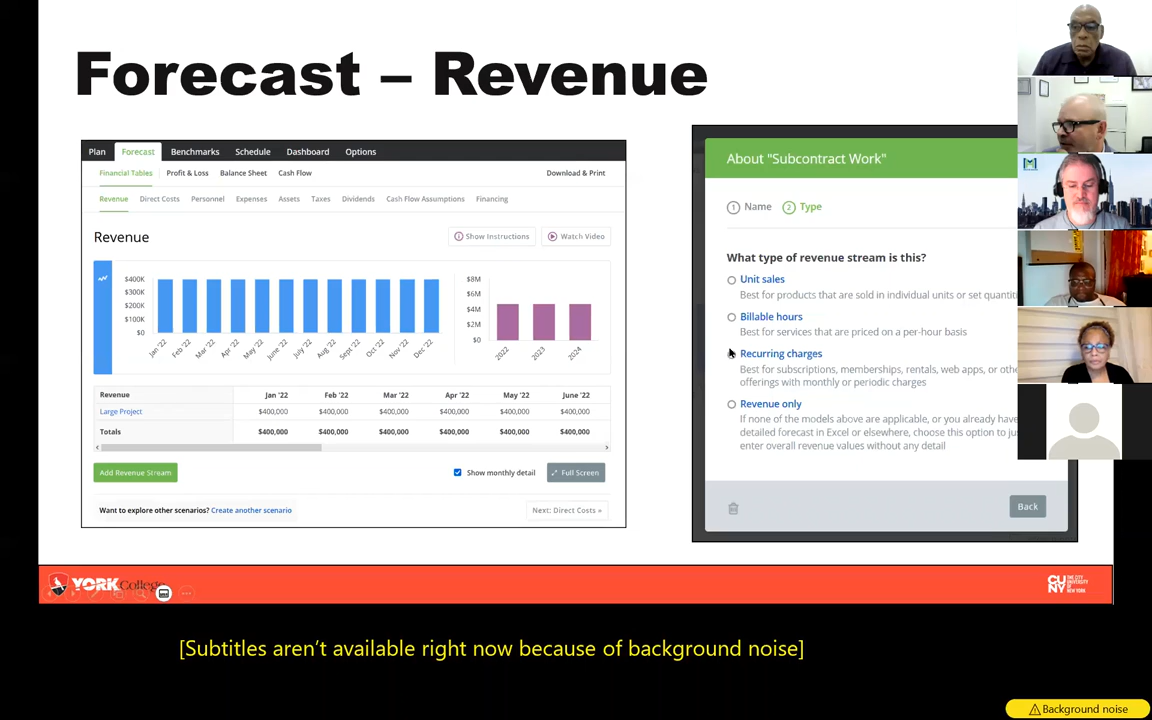 Forecast – Revenue
Plan Forecast Benchmarks Schedule Dashboard Options
Financial Tables Profit & Loss Balance Sheet Cash Flow Download & Print
Revenue Direct Costs Personnel Expenses Assets Taxes Dividends Cash Flow Assumptions Financing
Revenue
Show Instructions Watch Video
$400K
$300K
$200K
$100K
$0
Jan '22 Feb '22 Mar '22 Apr '22 May '22 June '22 July '22 Aug '22 Sept '22 Oct '22 Nov '22 Dec '22
$8M
$6M
$4M
$2M
$0
2022 2023 2024
Revenue Jan '22 Feb '22 Mar '22 Apr '22 May '22 June '22
Large Project $400,000 $400,000 $400,000 $400,000 $400,000 $400,000
Totals $400,000 $400,000 $400,000 $400,000 $400,000 $400,000
Add Revenue Stream Show monthly detail Full Screen
Want to explore other scenarios? Create another scenario Next: Direct Costs »
About "Subcontract Work"
1 Name 2 Type
What type of revenue stream is this?
Unit sales
Best for products that are sold in individual units or set
Billable hours
Best for services that are priced on a per-hour basis
Recurring charges
Best for subscriptions, memberships, rentals, web apps, or
offerings with monthly or periodic charges
Revenue only
If none of the models above are applicable, or you already have
detailed forecast in Excel or elsewhere, choose this option to
enter overall revenue values without any detail
Back
YORK College
CUNY THE CITY
UNIVERSITY
OF
NEW YORK
[Subtitles aren't available right now because of background noise]
Background noise